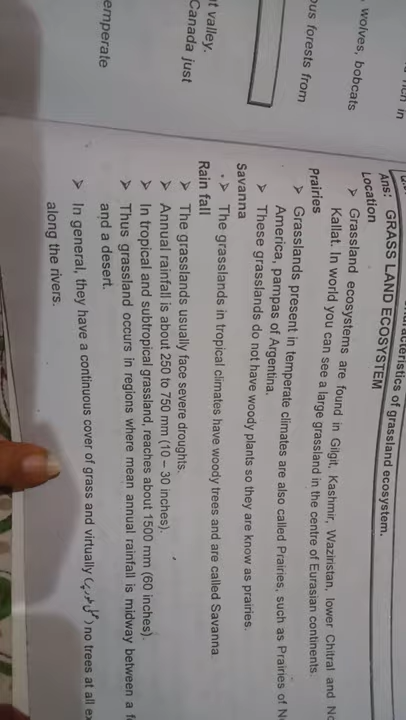 wolves, bobcats
ous forests from
t valley.
Canada just
emperate
characteristics of grassland ecosystem.
Ans: GRASS LAND ECOSYSTEM
Location
➢ Grassland ecosystems are found in Gilgit, Kashmir, Wazirstan, lower Chitral and No
Kallat. In world you can see a large grassland in the centre of Eurasian continents.
Prairies
➢ Grasslands present in temperate climates are also called Prairies, such as Prairies of N
America, pampas of Argentina.
➢ These grasslands do not have woody plants so they are know as prairies.
Savanna
➢ The grasslands in tropical climates have woody trees and are called Savanna
Rain fall
➢ The grasslands usually face severe droughts.
➢ Annual rainfall is about 250 to 750 mm (10 – 30 inches).
➢ In tropical and subtropical grassland, reaches about 1500 mm (60 inches).
➢ Thus grassland occurs in regions where mean annual rainfall is midway between a f
and a desert.
➢ In general, they have a continuous cover of grass and virtually ( ) no trees at all ex
along the rivers.